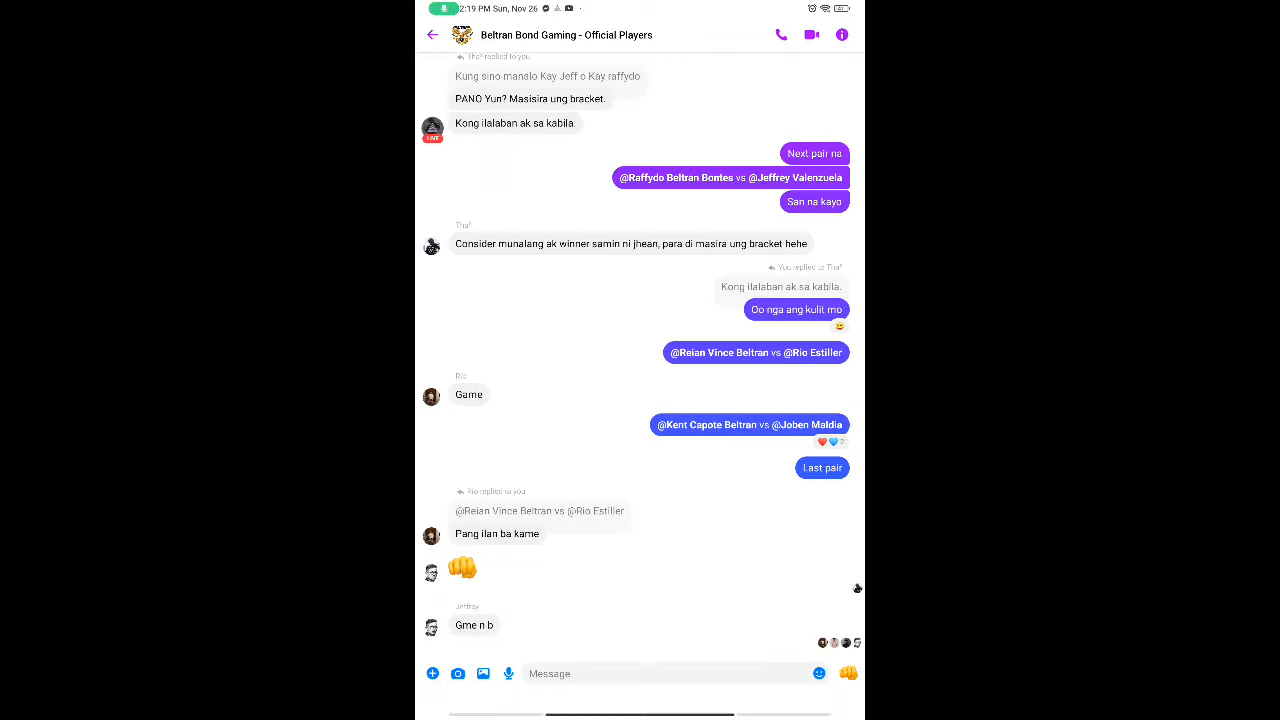 2:19 PM Sun, Nov 26
Beltran Bond Gaming - Official Players
Tha² replied to you
Kung sino manalo Kay Jeff o Kay raffydo
PANO Yun? Masisira ung bracket.
Kong ilalaban ak sa kabila.
LIVE
Next pair na
@Raffydo Beltran Bontes vs @Jeffrey Valenzuela
San na kayo
Consider munalang ak winner samin ni jhean, para di masira ung bracket hehe
You replied to Tha²
Kong ilalaban ak sa kabila.
Oo nga ang kulit mo
@Reian Vince Beltran vs @Rio Estiller
Rio
Game
@Kent Capote Beltran vs @Joben Maldia
2
Last pair
Rio replied to you
@Reian Vince Beltran vs @Rio Estiller
Pang ilan ba kame
Jeffrey
Gme n b
Message